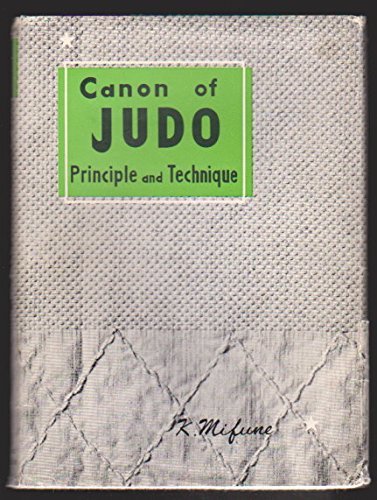 Canon of
JUDO
Principle and Technique
K. Mifune